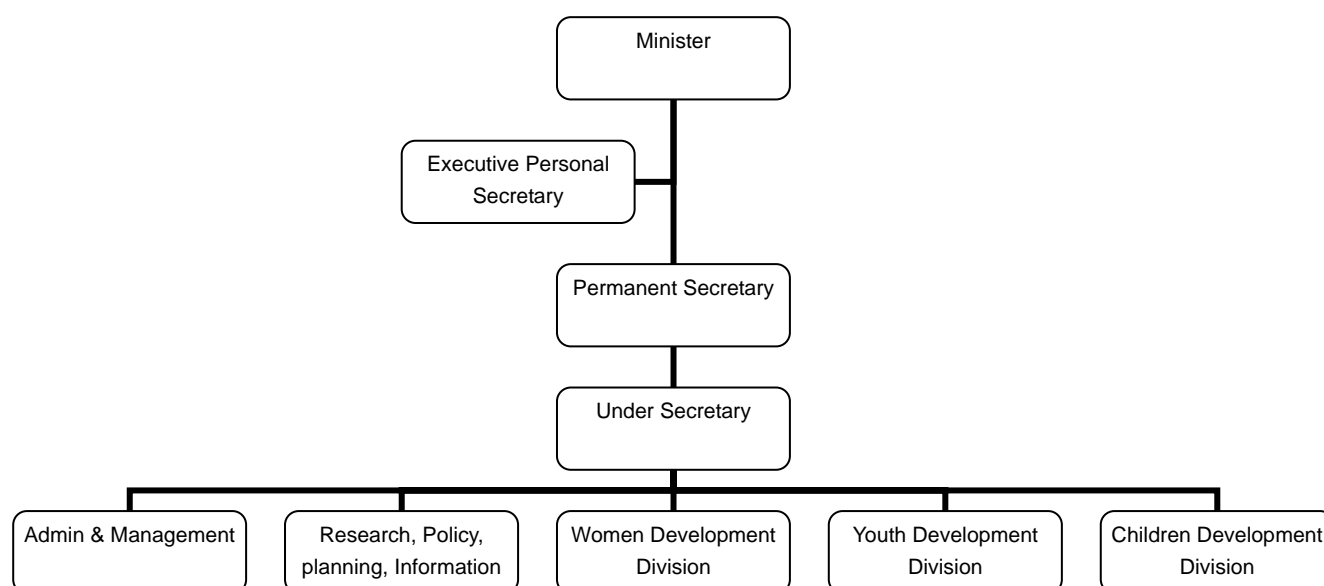 Minister
Executive Personal
Secretary
Permanent Secretary
Under Secretary
Admin & Management
Research, Policy,
planning, Information
Women Development
Division
Youth Development
Division
Children Development
Division